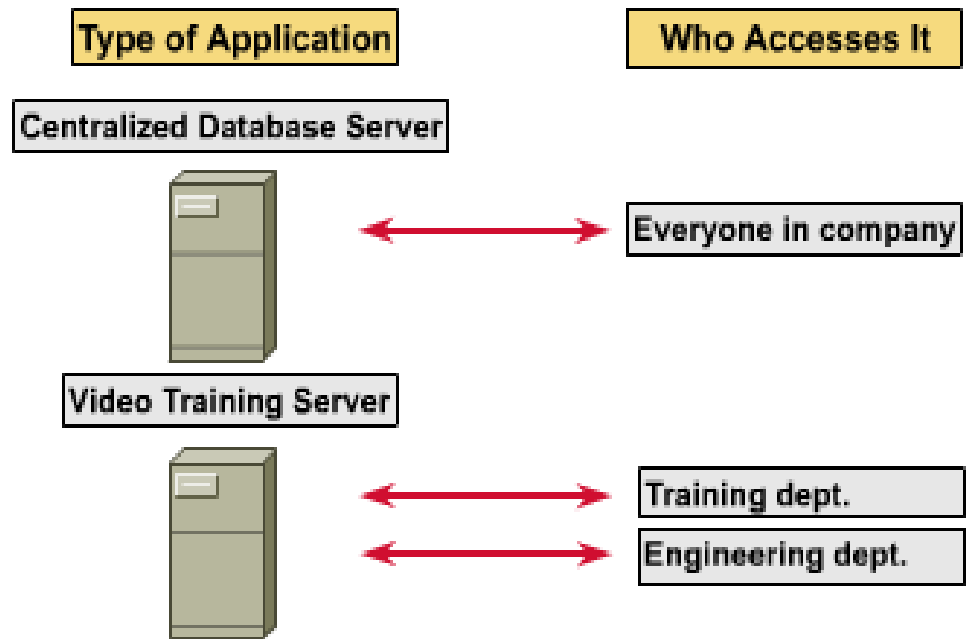 Type of Application
Who Accesses It
Centralized Database Server
Everyone in company
Video Training Server
Training dept.
Engineering dept.